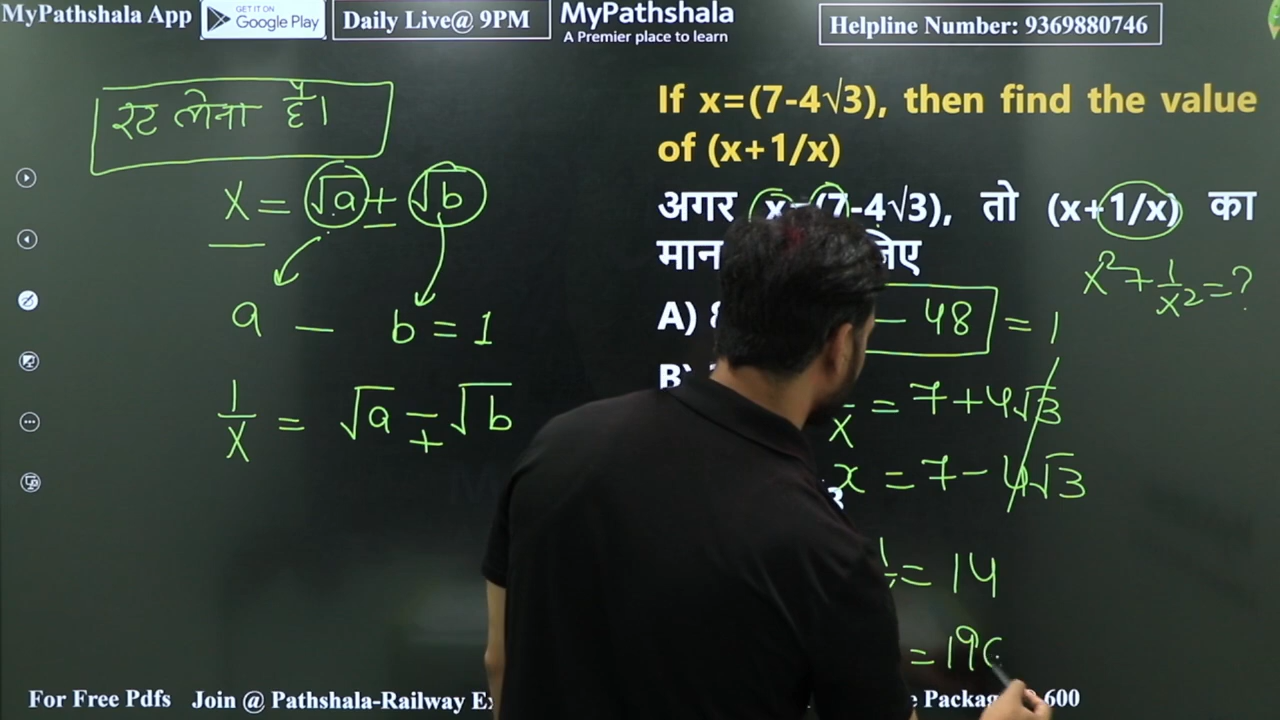 MyPathshala App
GET IT ON
Google Play
Daily Live@ 9PM
MyPathshala
A Premier place to learn
Helpline Number: 9369880746
रट लेना है।
x = √a ± √b
a — b = 1
1/x = √a ∓ √b
If x=(7-4√3), then find the value
of (x+1/x)
अगर x=(7-4√3), तो (x+1/x) का
मान
x² + 1/x² = ?
A) 8
— 48 = 1
B)
x = 7 + 4√3
x = 7 - 4√3
= 14
= 19
For Free Pdfs Join @ Pathshala-Railway
600